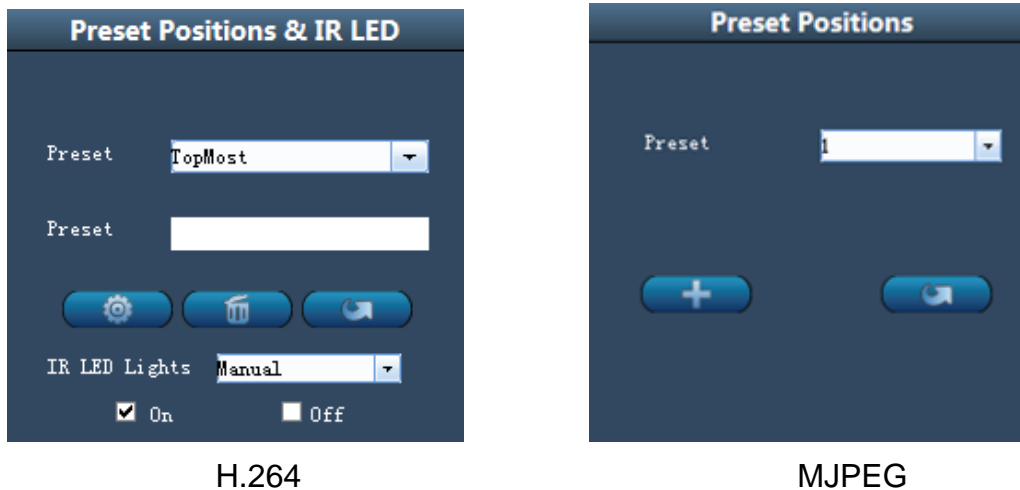 Preset Positions & IR LED
Preset TopMost
Preset
IR LED Lights Manual
On Off
H.264
Preset Positions
Preset 1
MJPEG